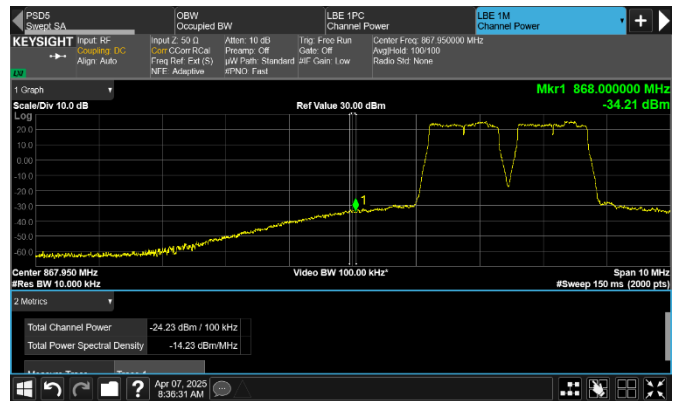 PSD5
Swept SA
OBW
Occupied BW
LBE 1PC
Channel Power
LBE 1M
Channel Power
KEYSIGHT
Input: RF
Coupling: DC
Align: Auto
Input Z: 50 Ω
Corr CCorr RCal
Freq Ref: Ext (S)
NFE: Adaptive
Atten: 10 dB
Preamp: Off
µW Path: Standard
#PNO: Fast
Trig: Free Run
Gate: Off
#IF Gain: Low
Center Freq: 867.950000 MHz
Avg|Hold: 100/100
Radio Std: None
LXI
1 Graph
Mkr1 868.000000 MHz
-34.21 dBm
Scale/Div 10.0 dB
Ref Value 30.00 dBm
Log
20.0
10.0
0.00
-10.0
-20.0
-30.0
-40.0
-50.0
-60.0
1
Center 867.950 MHz
#Res BW 10.000 kHz
Video BW 100.00 kHz*
Span 10 MHz
#Sweep 150 ms (2000 pts)
2 Metrics
Total Channel Power
-24.23 dBm / 100 kHz
Total Power Spectral Density
-14.23 dBm/MHz
Measure Trace
Trace 1
?
Apr 07, 2025
8:36:31 AM